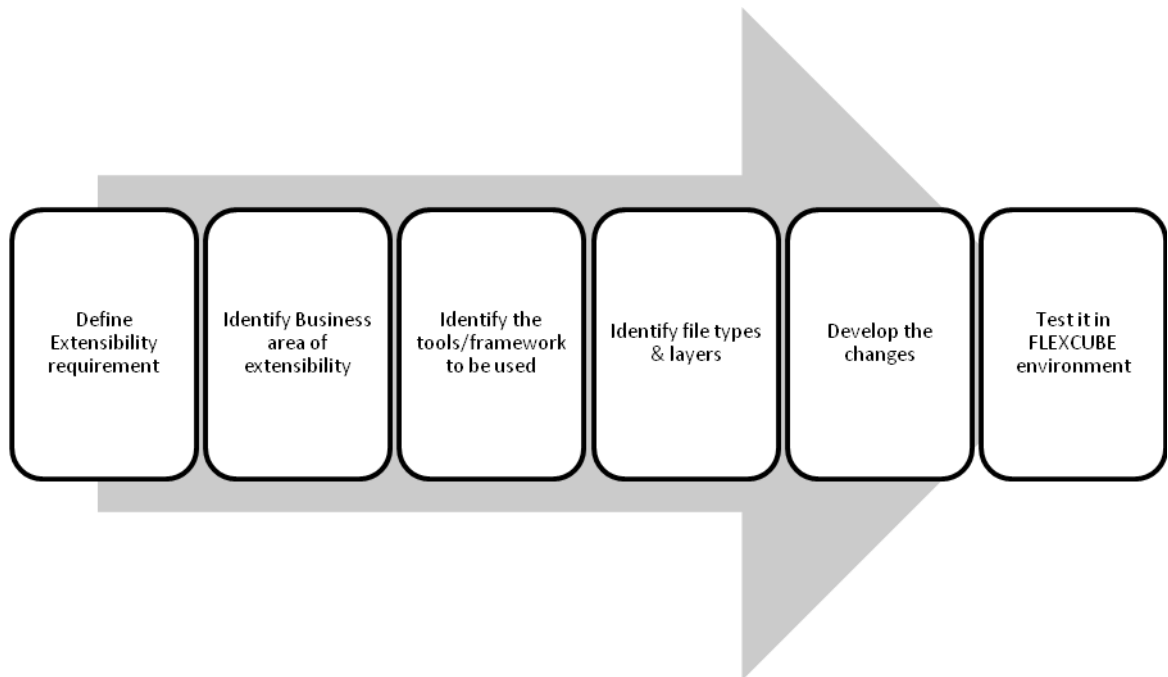 Define
Extensibility
requirement
Identify Business
area of
extensibility
Identify the
tools/framework
to be used
Identify file types
& layers
Develop the
changes
Test it in
FLEXCUBE
environment